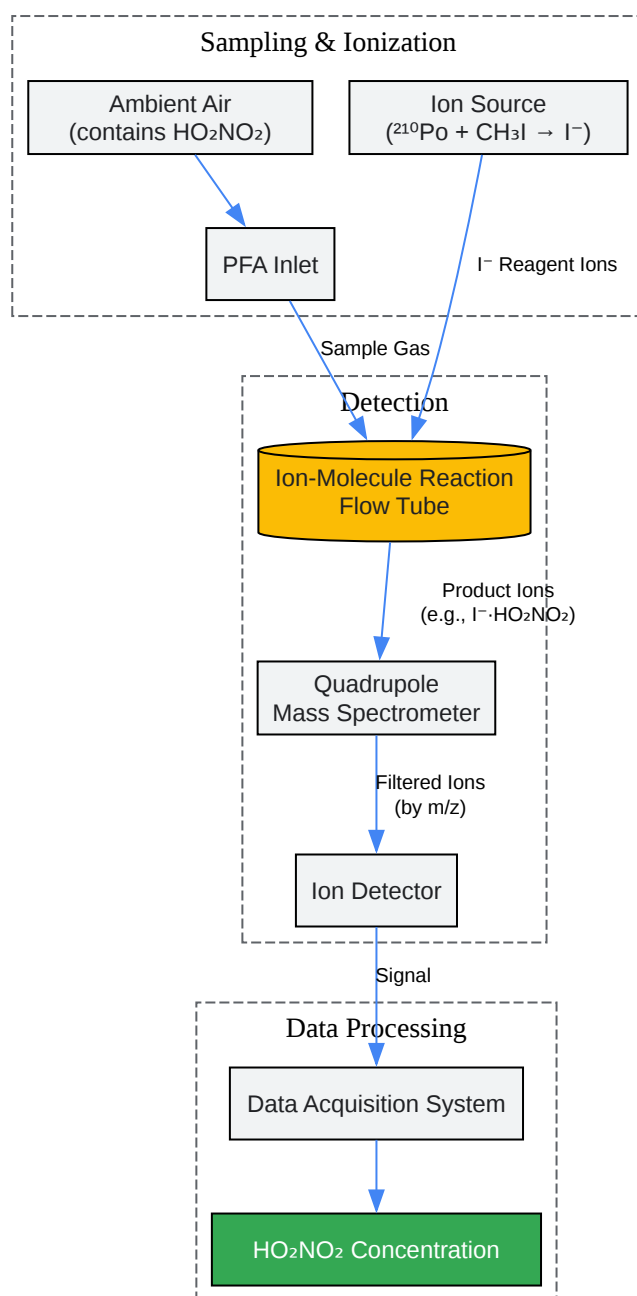 Sampling & Ionization
Ambient Air
(contains HO₂NO₂)
Ion Source
(²¹⁰Po + CH₃I → I⁻)
PFA Inlet
I⁻ Reagent Ions
Sample Gas
Detection
Ion-Molecule Reaction
Flow Tube
Product Ions
(e.g., I⁻·HO₂NO₂)
Quadrupole
Mass Spectrometer
Filtered Ions
(by m/z)
Ion Detector
Signal
Data Processing
Data Acquisition System
HO₂NO₂ Concentration